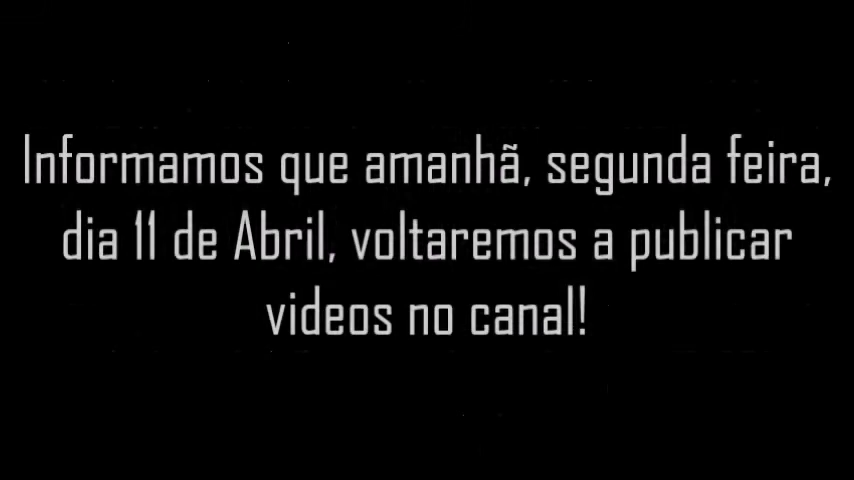 Informamos que amanhã, segunda feira,
dia 11 de Abril, voltaremos a publicar
videos no canal!